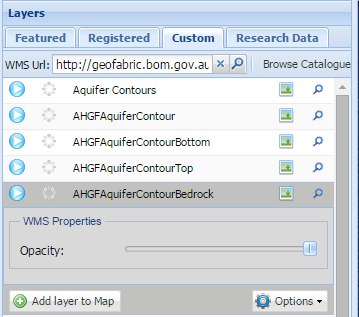 Layers
Featured Registered Custom Research Data
WMS Url: http://geofabric.bom.gov.au Browse Catalogue
Aquifer Contours
AHGFAquiferContour
AHGFAquiferContourBottom
AHGFAquiferContourTop
AHGFAquiferContourBedrock
WMS Properties
Opacity:
Add layer to Map Options